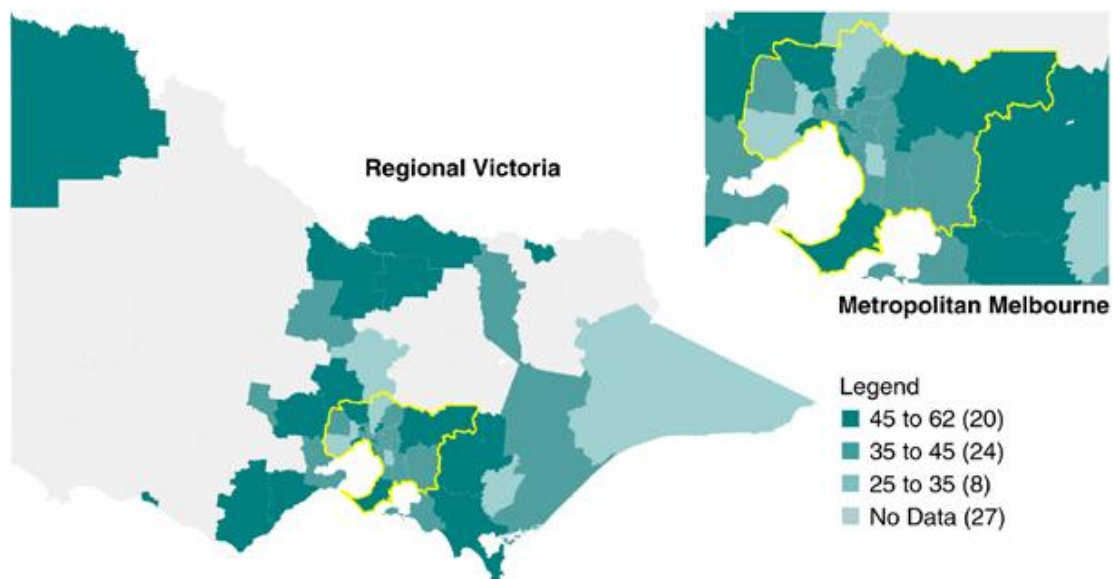 Regional Victoria
Metropolitan Melbourne
Legend
45 to 62 (20)
35 to 45 (24)
25 to 35 (8)
No Data (27)